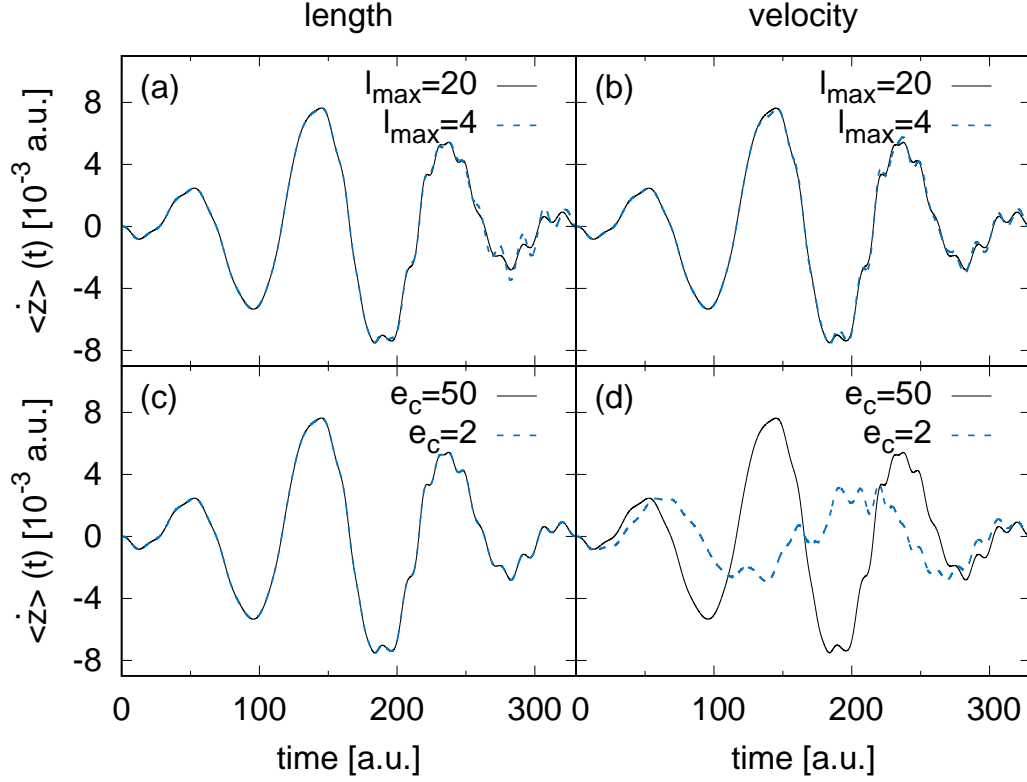 length velocity
(a) l_max=20 (b) l_max=20
l_max=4 l_max=4
<ż> (t) [10^-3 a.u.]
8
4
0
-4
-8
(c) e_c=50 (d) e_c=50
e_c=2 e_c=2
<ż> (t) [10^-3 a.u.]
8
4
0
-4
-8
0 100 200 300 0 100 200 300
time [a.u.] time [a.u.]